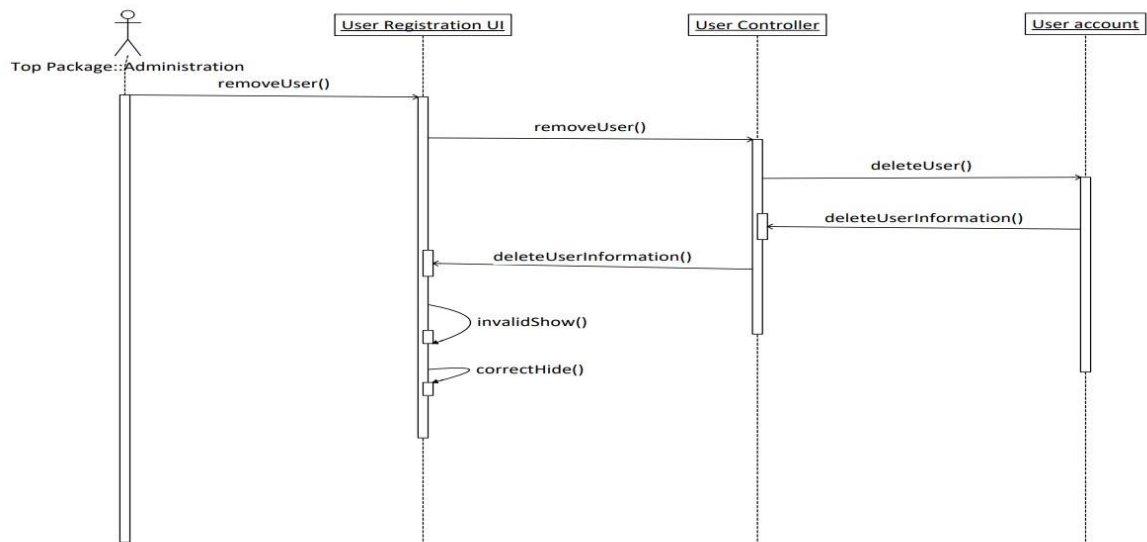 User Registration UI
User Controller
User account
Top Package::Administration
removeUser()
removeUser()
deleteUser()
deleteUserInformation()
deleteUserInformation()
invalidShow()
correctHide()